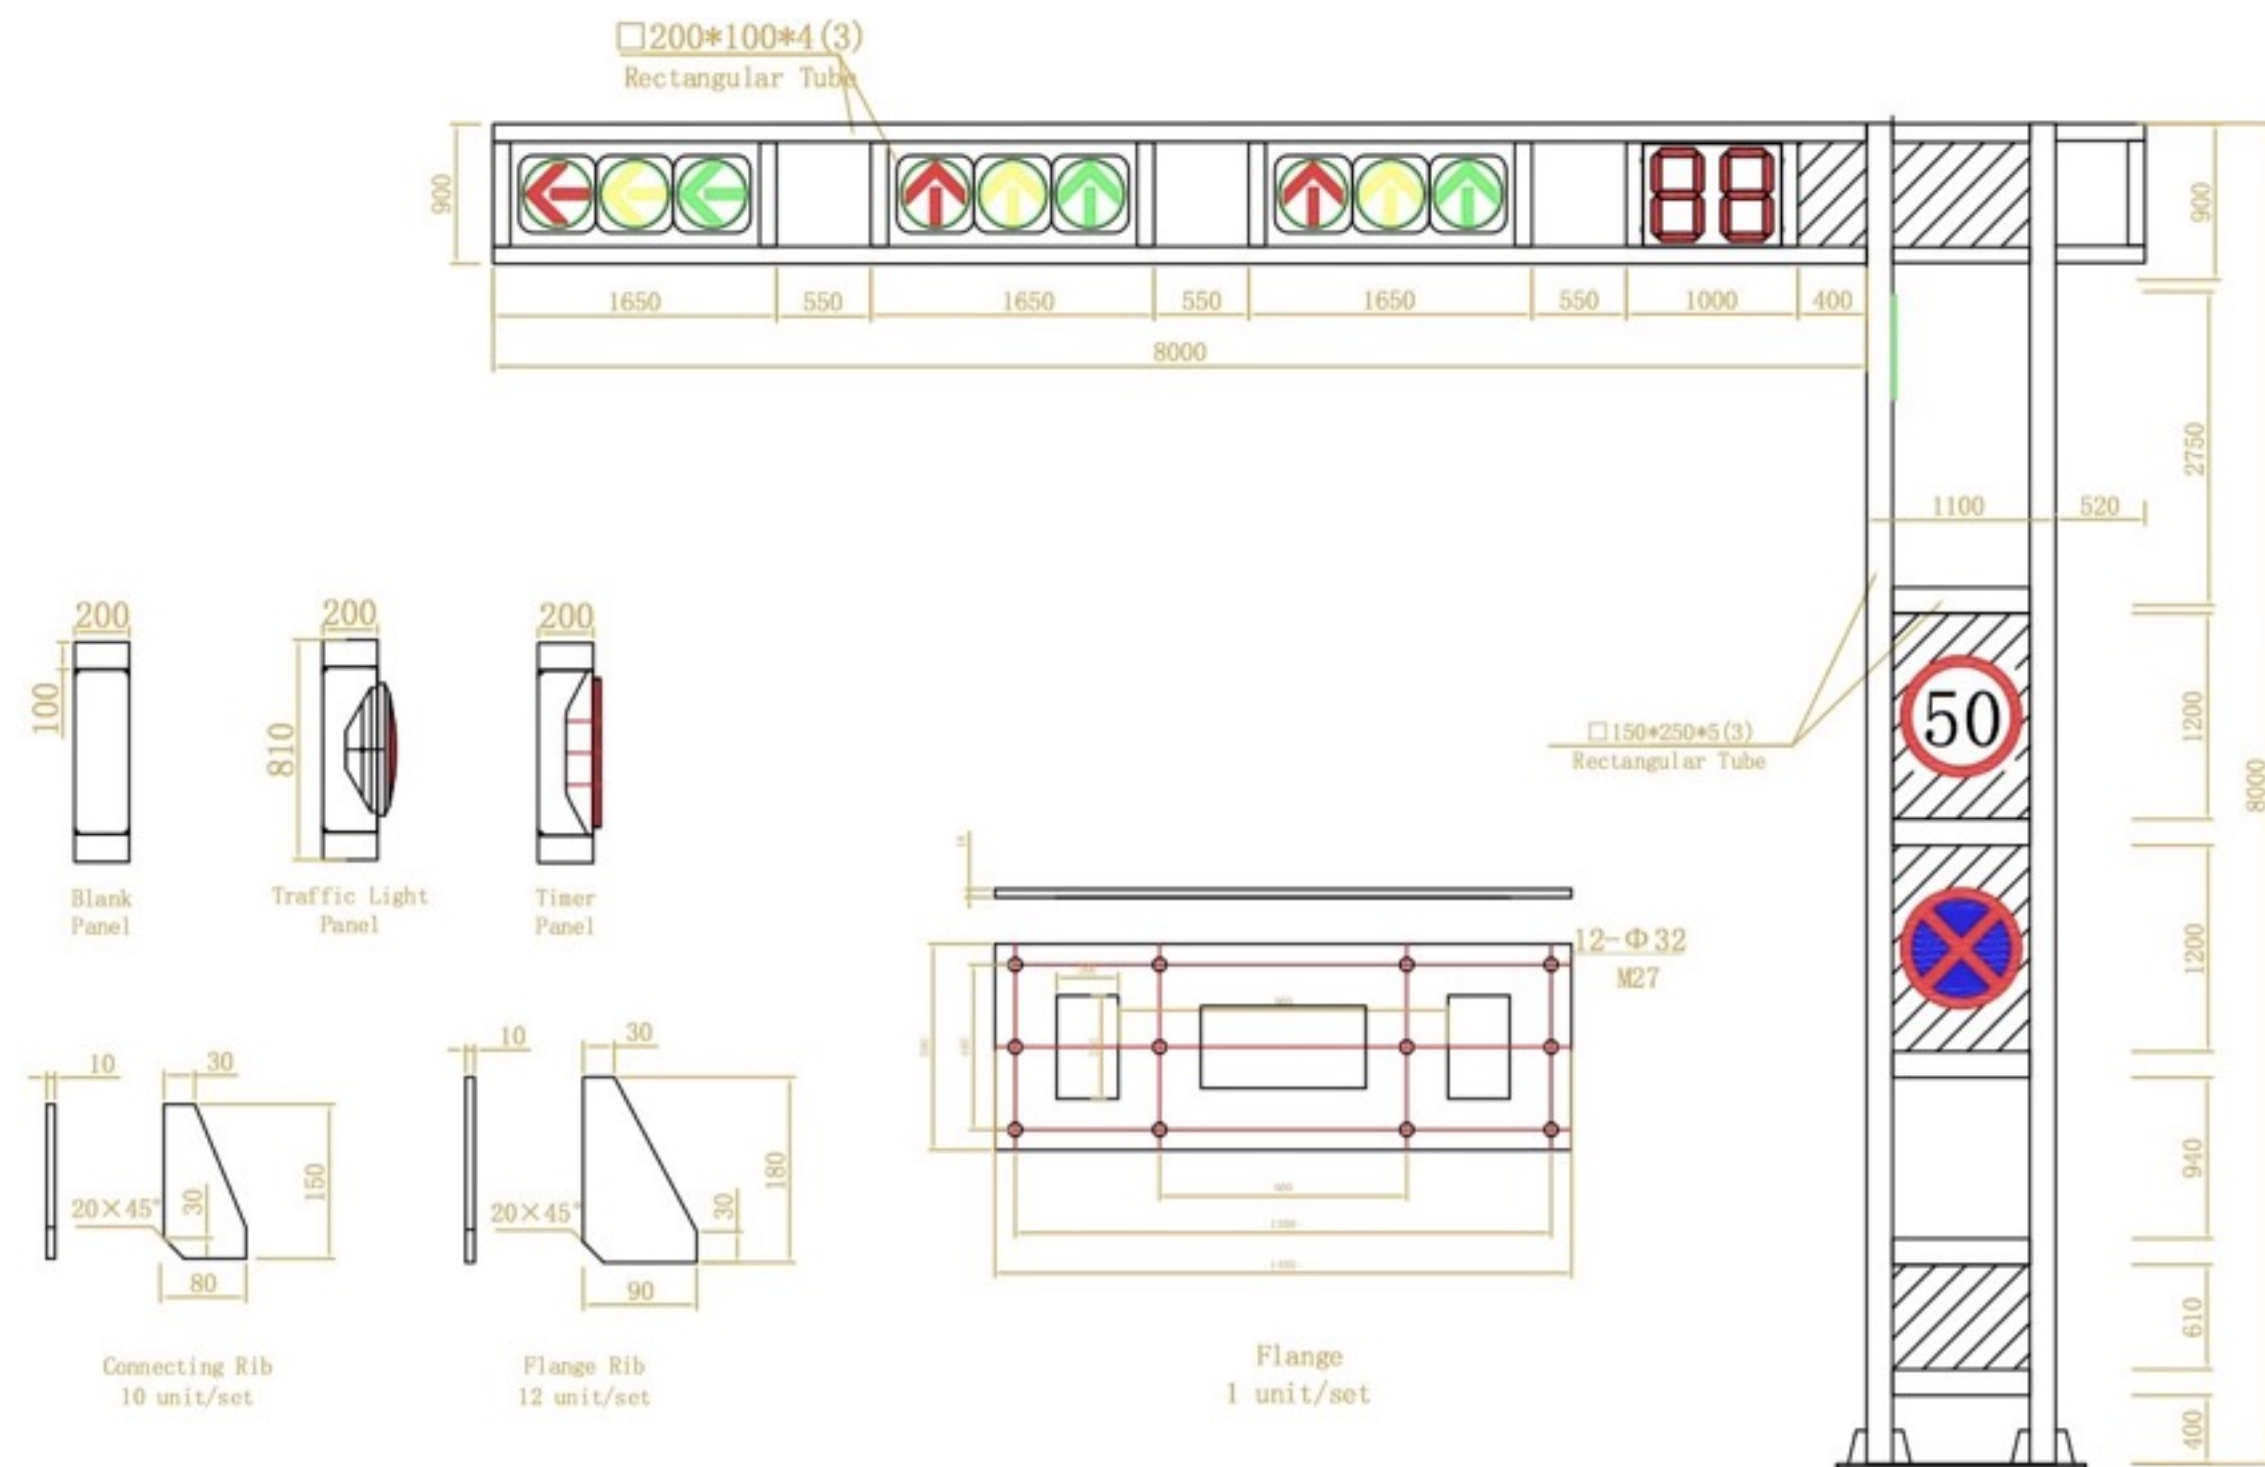 □200*100*4(3)
Rectangular Tube
900
900
1650
550
1650
550
1650
550
1000
400
8000
2750
1100
520
200
200
200
100
810
Blank
Panel
Traffic Light
Panel
Timer
Panel
□150*250*5(3)
Rectangular Tube
50
1200
8000
18
12-Φ32
M27
1200
10
30
150
20×45°
30
80
Connecting Rib
10 unit/set
10
30
180
20×45°
30
90
Flange Rib
12 unit/set
600
Flange
1 unit/set
940
610
400